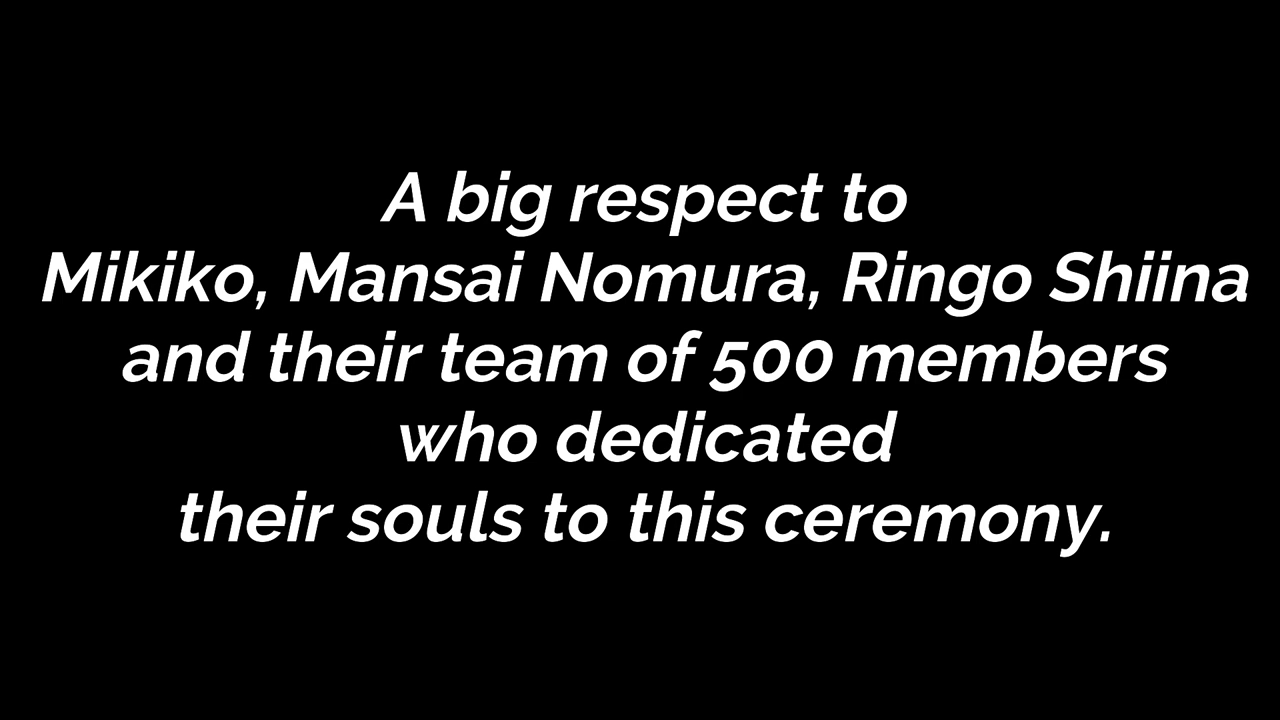 A big respect to
Mikiko, Mansai Nomura, Ringo Shiina
and their team of 500 members
who dedicated
their souls to this ceremony.